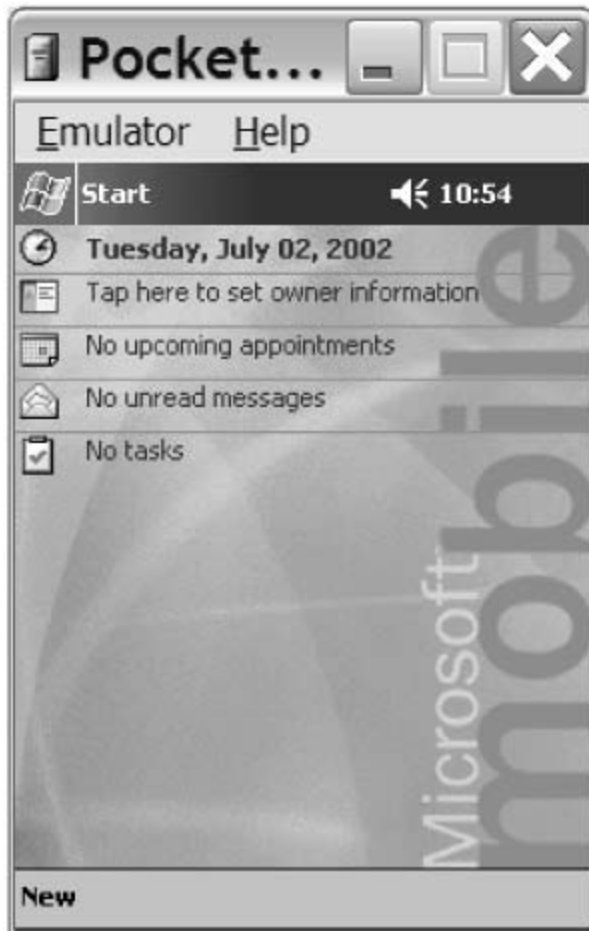 Pocket...
Emulator Help
Start 10:54
Tuesday, July 02, 2002
Tap here to set owner information
No upcoming appointments
No unread messages
No tasks
Microsoft
mobile
New